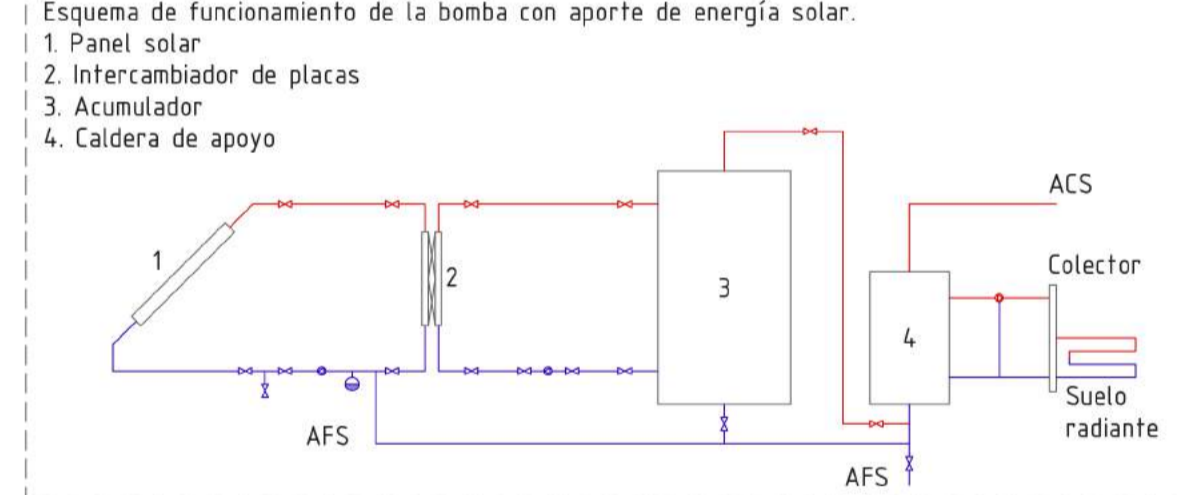 Esquema de funcionamiento de la bomba con aporte de energía solar.
1. Panel solar
2. Intercambiador de placas
3. Acumulador
4. Caldera de apoyo
ACS
1
2
3
4
Colector
Suelo
radiante
AFS
AFS